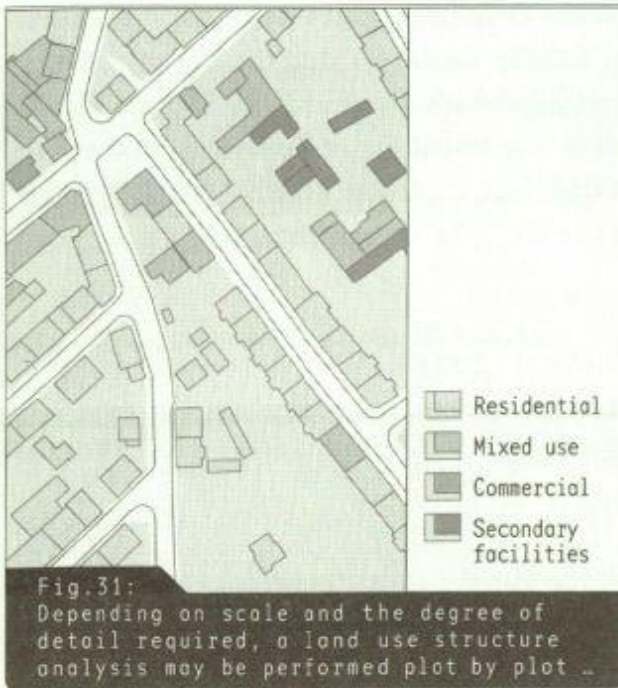 Residential
Mixed use
Commercial
Secondary
facilities
Fig.31:
Depending on scale and the degree of
detail required, a land use structure
analysis may be performed plot by plot …